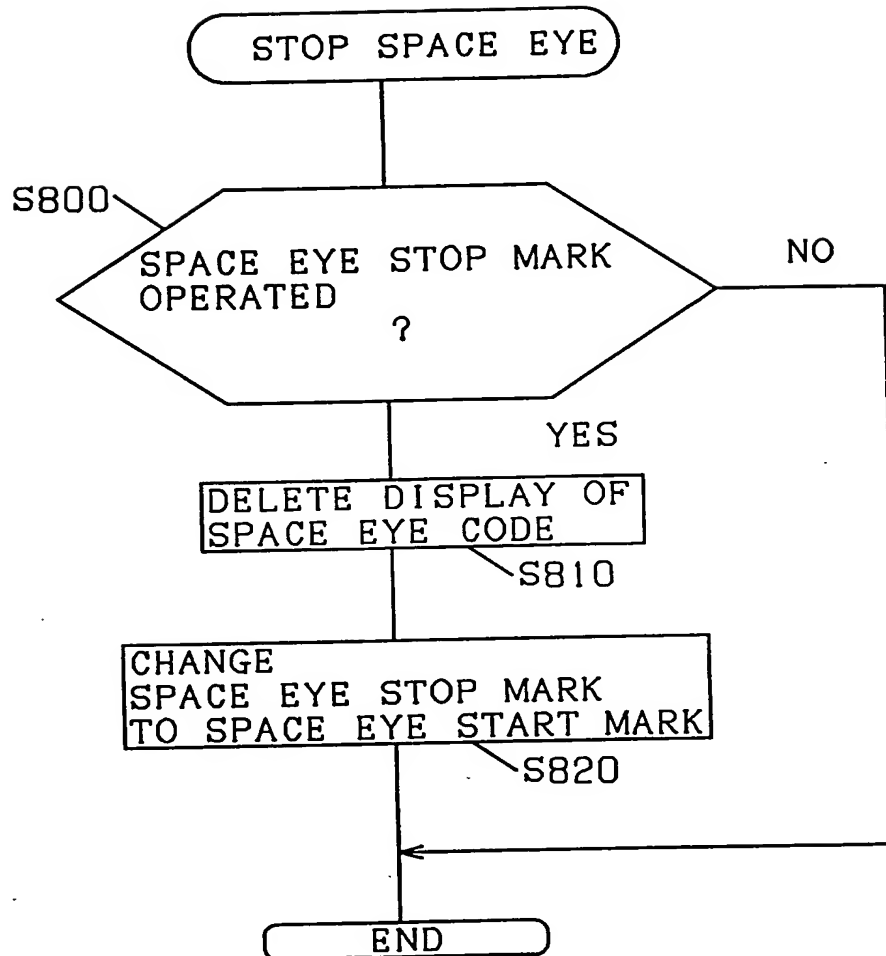 STOP SPACE EYE
S800
SPACE EYE STOP MARK
OPERATED
?
NO
YES
DELETE DISPLAY OF
SPACE EYE CODE
S810
CHANGE
SPACE EYE STOP MARK
TO SPACE EYE START MARK
S820
END